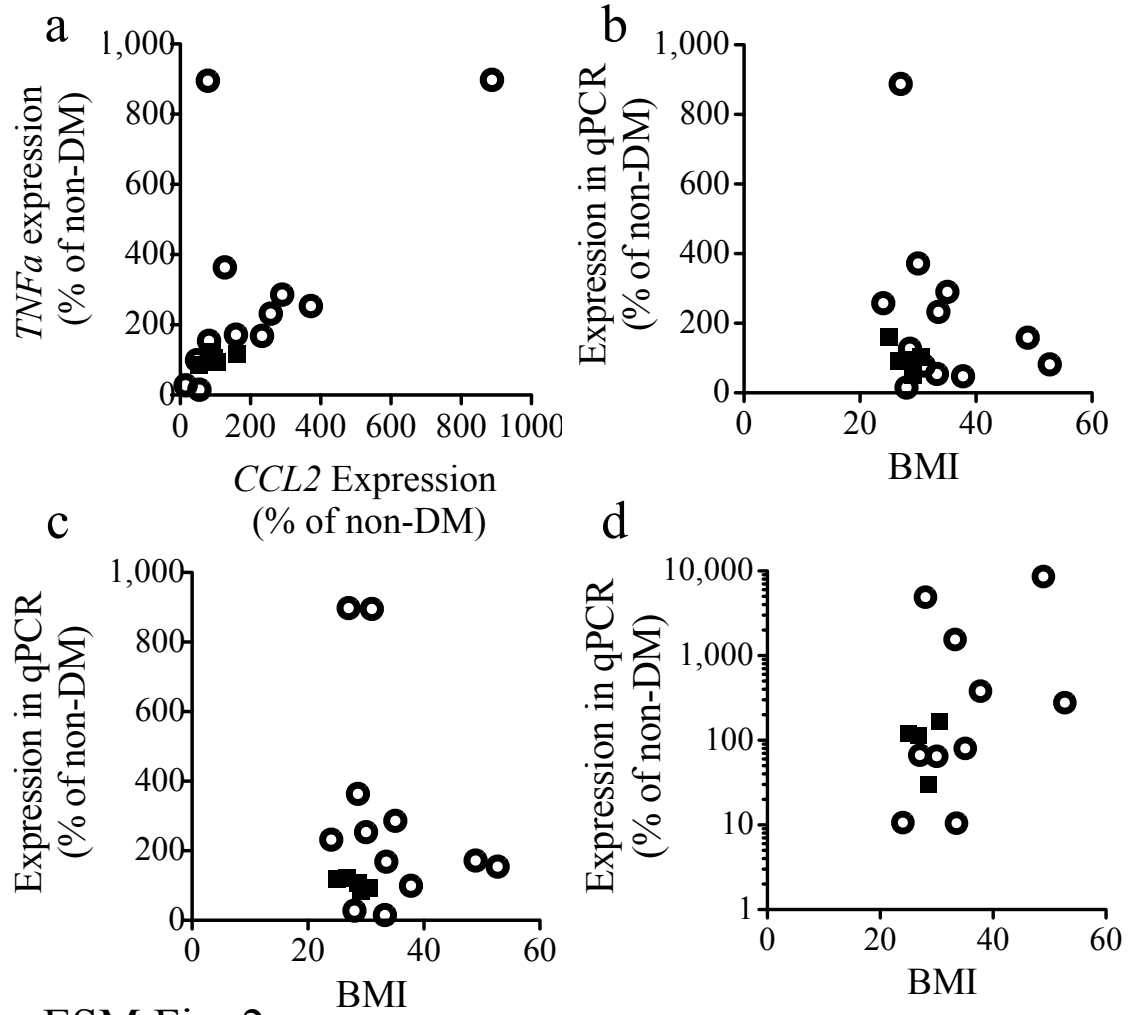 a
1,000
800
600
400
200
0
TNFa expression
(% of non-DM)
0 200 400 600 800 1000
CCL2 Expression
(% of non-DM)
b
1,000
800
600
400
200
0
Expression in qPCR
(% of non-DM)
0 20 40 60
BMI
c
1,000
800
600
400
200
0
Expression in qPCR
(% of non-DM)
0 20 40 60
BMI
d
10,000
1,000
100
10
1
Expression in qPCR
(% of non-DM)
0 20 40 60
BMI
ESM Fig. 2